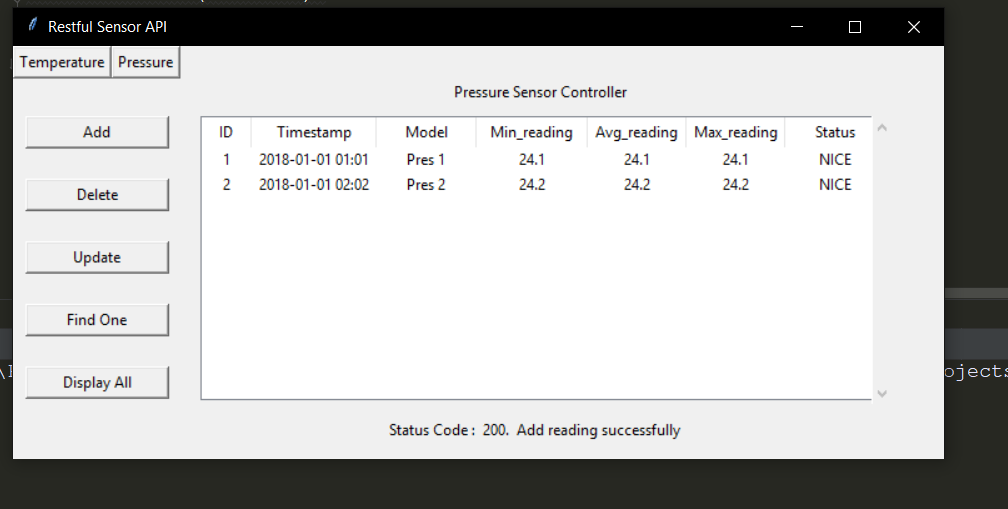 Restful Sensor API
Temperature Pressure
Pressure Sensor Controller
Add
Delete
Update
Find One
Display All
ID Timestamp Model Min_reading Avg_reading Max_reading Status
1 2018-01-01 01:01 Pres 1 24.1 24.1 24.1 NICE
2 2018-01-01 02:02 Pres 2 24.2 24.2 24.2 NICE
Status Code : 200. Add reading successfully
ojects